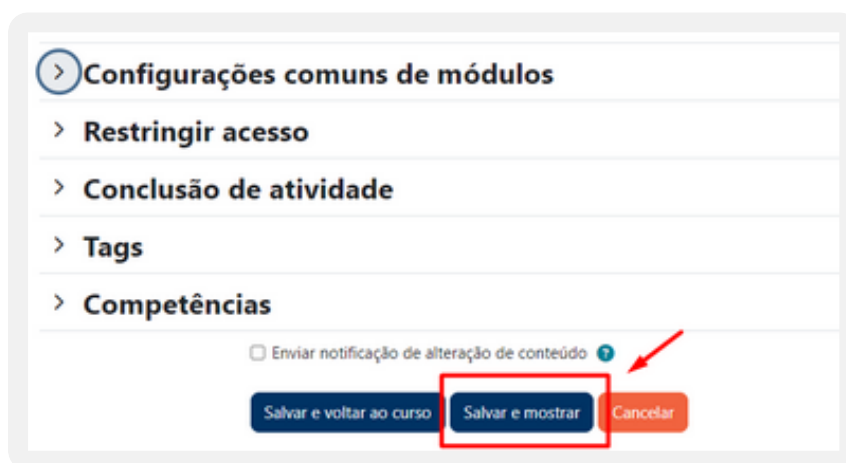 Configurações comuns de módulos
Restringir acesso
Conclusão de atividade
Tags
Competências
Enviar notificação de alteração de conteúdo ?
Salvar e voltar ao curso Salvar e mostrar Cancelar